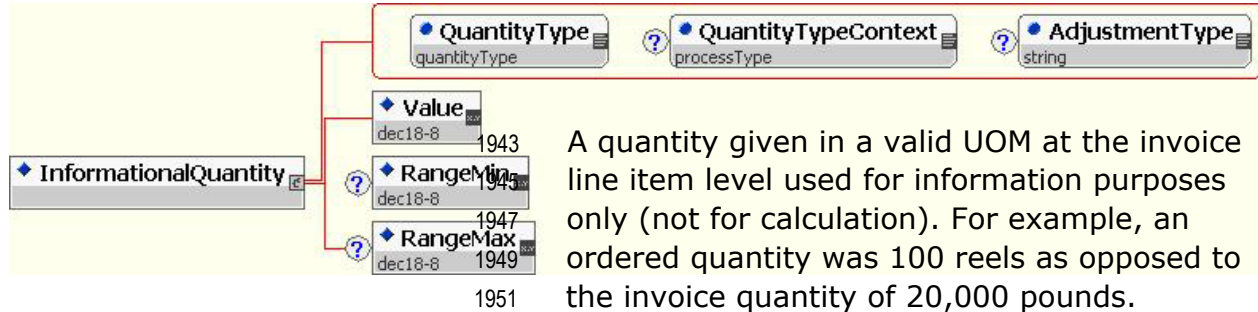 QuantityType
quantityType
? QuantityTypeContext
processType
? AdjustmentType
string
InformationalQuantity
Value
dec18-8
? RangeMin
dec18-8
? RangeMax
dec18-8
1943 A quantity given in a valid UOM at the invoice
1945 line item level used for information purposes
1947 only (not for calculation). For example, an
1949 ordered quantity was 100 reels as opposed to
1951 the invoice quantity of 20,000 pounds.